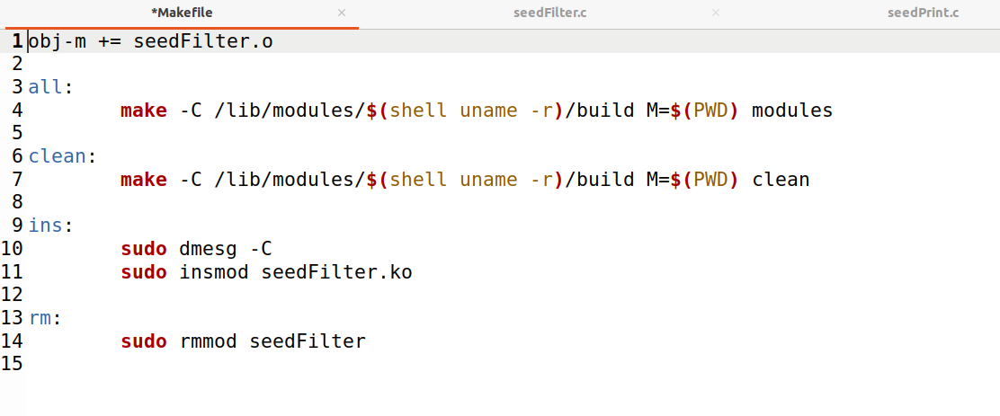 *Makefile × seedFilter.c × seedPrint.c
1 obj-m += seedFilter.o
2
3 all:
4 make -C /lib/modules/$(shell uname -r)/build M=$(PWD) modules
5
6 clean:
7 make -C /lib/modules/$(shell uname -r)/build M=$(PWD) clean
8
9 ins:
10 sudo dmesg -C
11 sudo insmod seedFilter.ko
12
13 rm:
14 sudo rmmod seedFilter
15